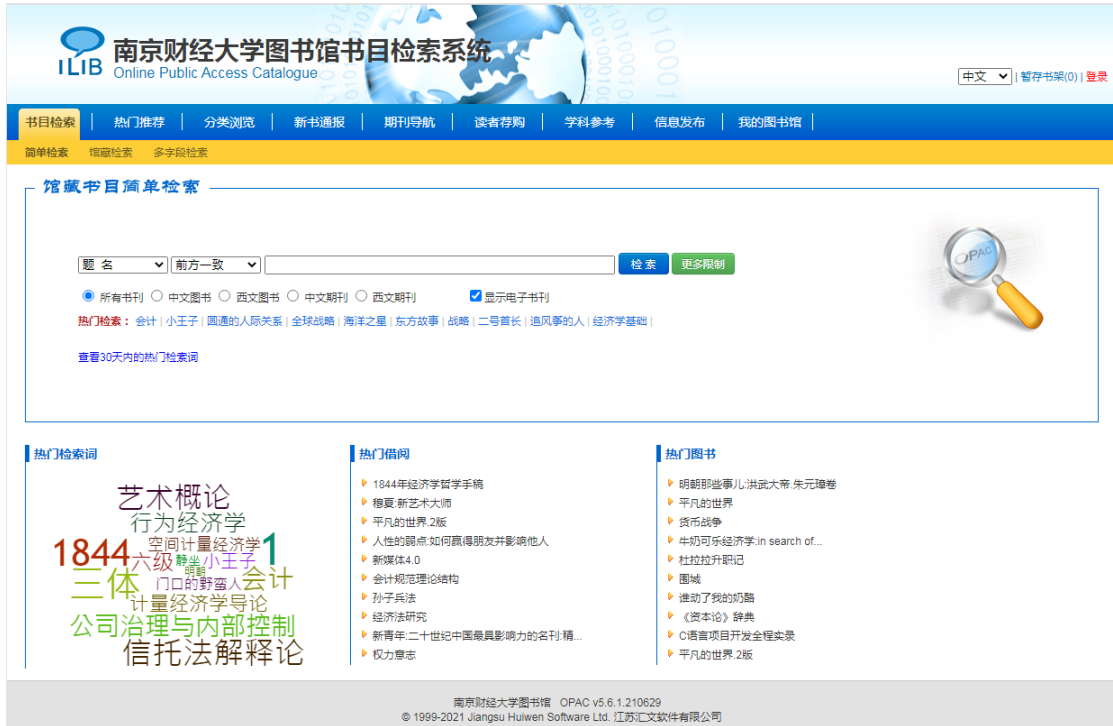 南京财经大学图书馆书目检索系统
ILIB Online Public Access Catalogue
中文 | 暂存书架(0) | 登录
书目检索 | 热门推荐 | 分类浏览 | 新书通报 | 期刊导航 | 读者荐购 | 学科参考 | 信息发布 | 我的图书馆 |
简单检索 馆藏检索 多字段检索
馆藏书目简单检索
OPAC
题 名 前方一致 检 索 更多限制
所有书刊 中文图书 西文图书 中文期刊 西文期刊 显示电子书刊
热门检索： 会计 | 小王子 | 圆通的人际关系 | 全球战略 | 海洋之星 | 东方故事 | 战略 | 二号首长 | 追风筝的人 | 经济学基础 |
查看30天内的热门检索词
热门检索词
艺术概论
行为经济学
空间计量经济学
1844 六级 静坐 小王子 1
明朝
三体 门口的野蛮人 会计
计量经济学导论
公司治理与内部控制
信托法解释论
热门借阅
1844年经济学哲学手稿
穆夏:新艺术大师
平凡的世界.2版
人性的弱点:如何赢得朋友并影响他人
新媒体4.0
会计规范理论结构
孙子兵法
经济法研究
新青年:二十世纪中国最具影响力的名刊:精...
权力意志
热门图书
明朝那些事儿:洪武大帝.朱元璋卷
平凡的世界
货币战争
牛奶可乐经济学:in search of...
杜拉拉升职记
围城
谁动了我的奶酪
《资本论》辞典
C语言项目开发全程实录
平凡的世界.2版
南京财经大学图书馆 OPAC v5.6.1.210629
© 1999-2021 Jiangsu Huiwen Software Ltd. 江苏汇文软件有限公司